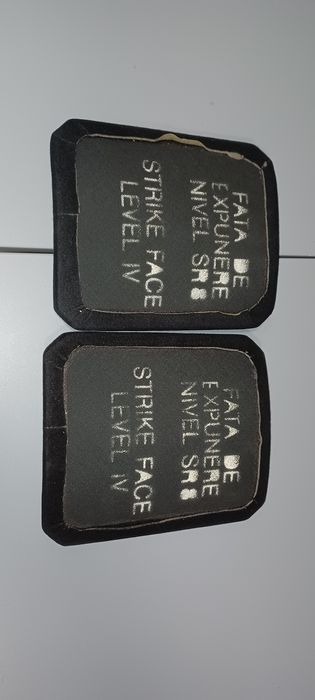 FATA DE
EXPUNERE
NIVEL SR8
STRIKE FACE
LEVEL IV
FATA DE
EXPUNERE
NIVEL SR8
STRIKE FACE
LEVEL IV